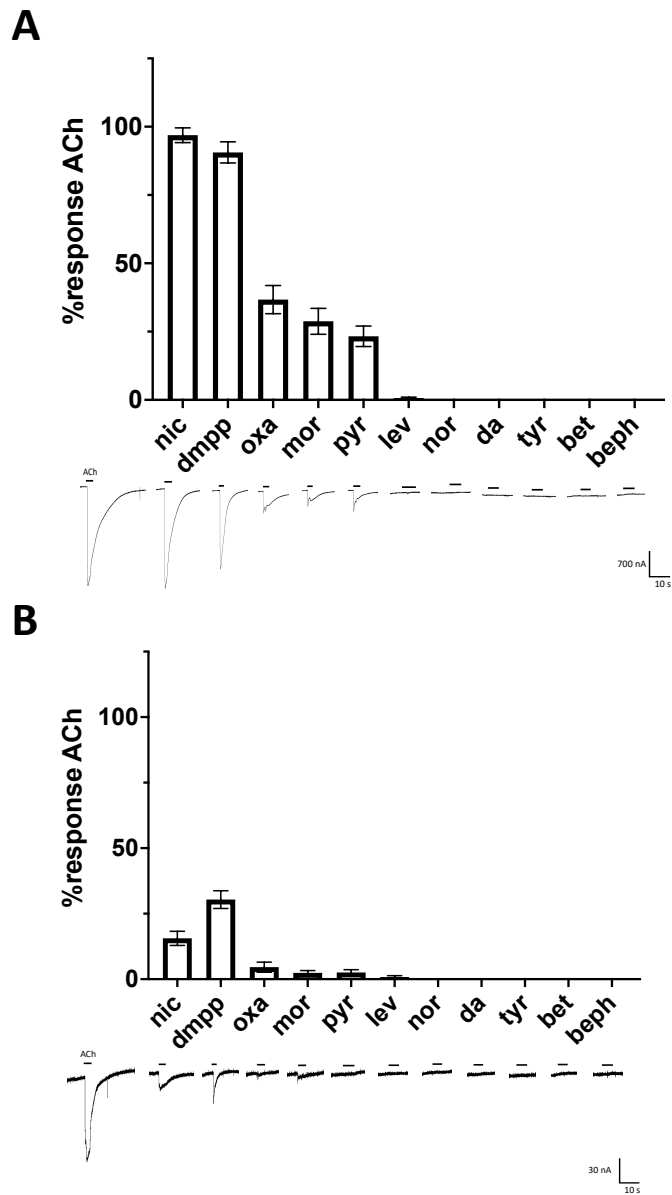 A
%response ACh
100
50
0
nic dmpp oxa mor pyr lev nor da tyr bet beph
ACh
700 nA
10 s
B
%response ACh
100
50
0
nic dmpp oxa mor pyr lev nor da tyr bet beph
ACh
30 nA
10 s